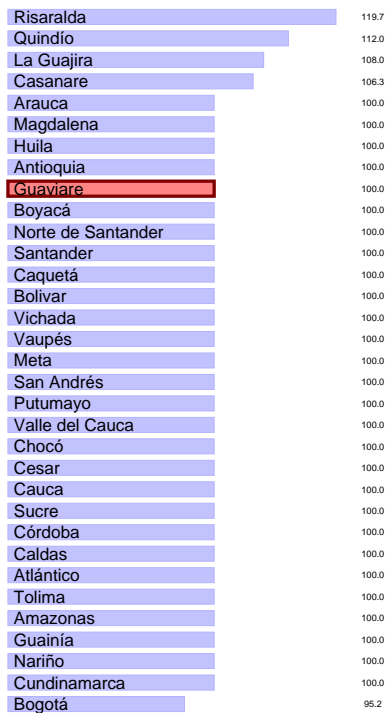 Risaralda 119.7
Quindío 112.0
La Guajira 108.0
Casanare 106.3
Arauca 100.0
Magdalena 100.0
Huila 100.0
Antioquia 100.0
Guaviare 100.0
Boyacá 100.0
Norte de Santander 100.0
Santander 100.0
Caquetá 100.0
Bolivar 100.0
Vichada 100.0
Vaupés 100.0
Meta 100.0
San Andrés 100.0
Putumayo 100.0
Valle del Cauca 100.0
Chocó 100.0
Cesar 100.0
Cauca 100.0
Sucre 100.0
Córdoba 100.0
Caldas 100.0
Atlántico 100.0
Tolima 100.0
Amazonas 100.0
Guainía 100.0
Nariño 100.0
Cundinamarca 100.0
Bogotá 95.2